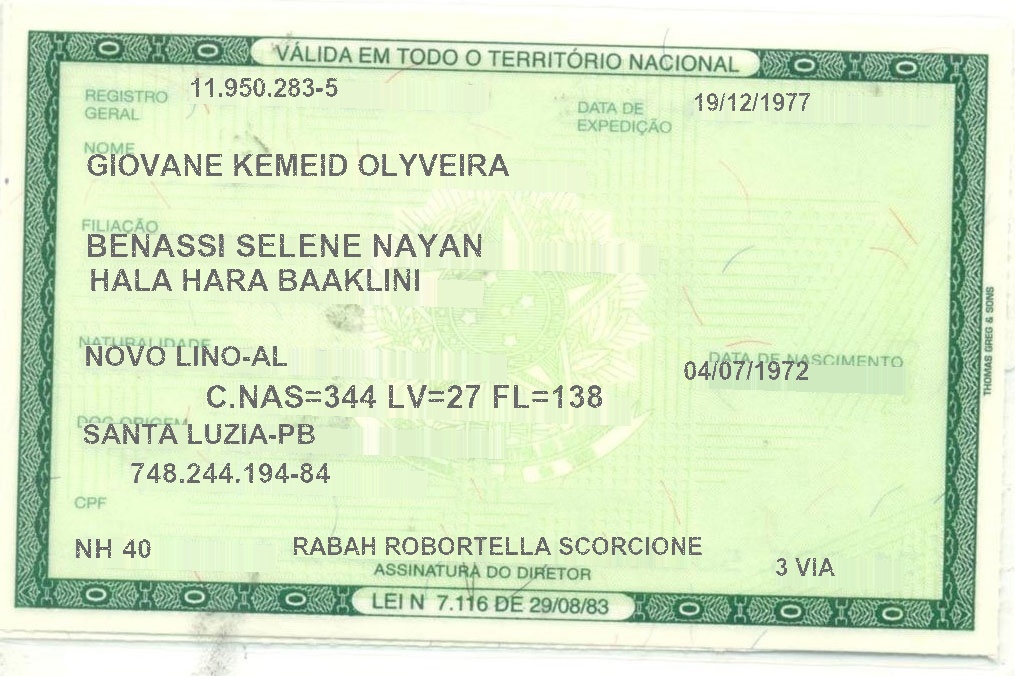 VÁLIDA EM TODO O TERRITÓRIO NACIONAL
REGISTRO GERAL 11.950.283-5 DATA DE EXPEDIÇÃO 19/12/1977
NOME
GIOVANE KEMEID OLYVEIRA
FILIAÇÃO
BENASSI SELENE NAYAN
HALA HARA BAAKLINI
NATURALIDADE DATA DE NASCIMENTO
NOVO LINO-AL 04/07/1972
C.NAS=344 LV=27 FL=138
DOC ORIGEM
SANTA LUZIA-PB
748.244.194-84
CPF
NH 40 RABAH ROBORTELLA SCORCIONE
ASSINATURA DO DIRETOR 3 VIA
LEI N 7.116 DE 29/08/83
THOMAS GREG & SONS